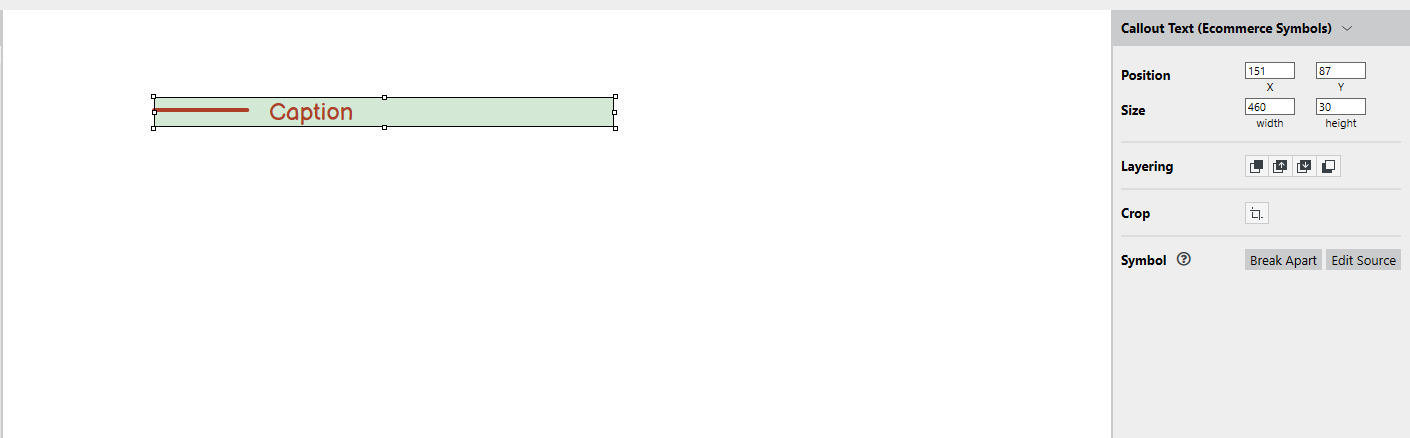 Callout Text (Ecommerce Symbols)
Caption
Position
151
87
X
Y
Size
460
30
width
height
Layering
Crop
Symbol
?
Break Apart
Edit Source